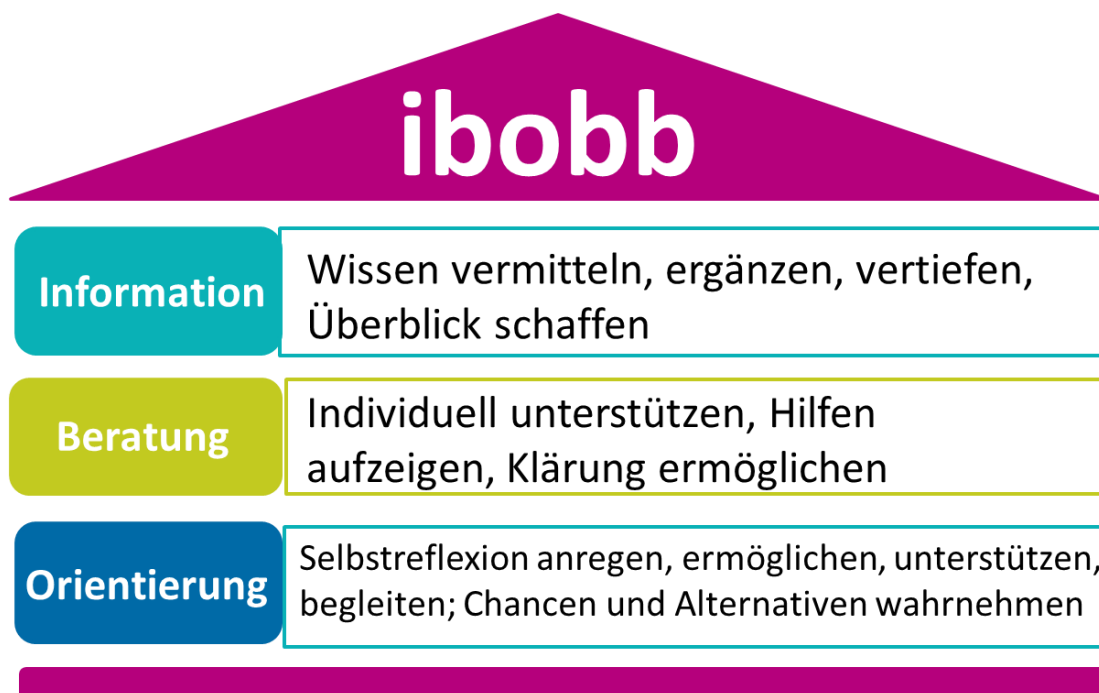 ibobb
Information
Wissen vermitteln, ergänzen, vertiefen,
Überblick schaffen
Beratung
Individuell unterstützen, Hilfen
aufzeigen, Klärung ermöglichen
Orientierung
Selbstreflexion anregen, ermöglichen, unterstützen,
begleiten; Chancen und Alternativen wahrnehmen